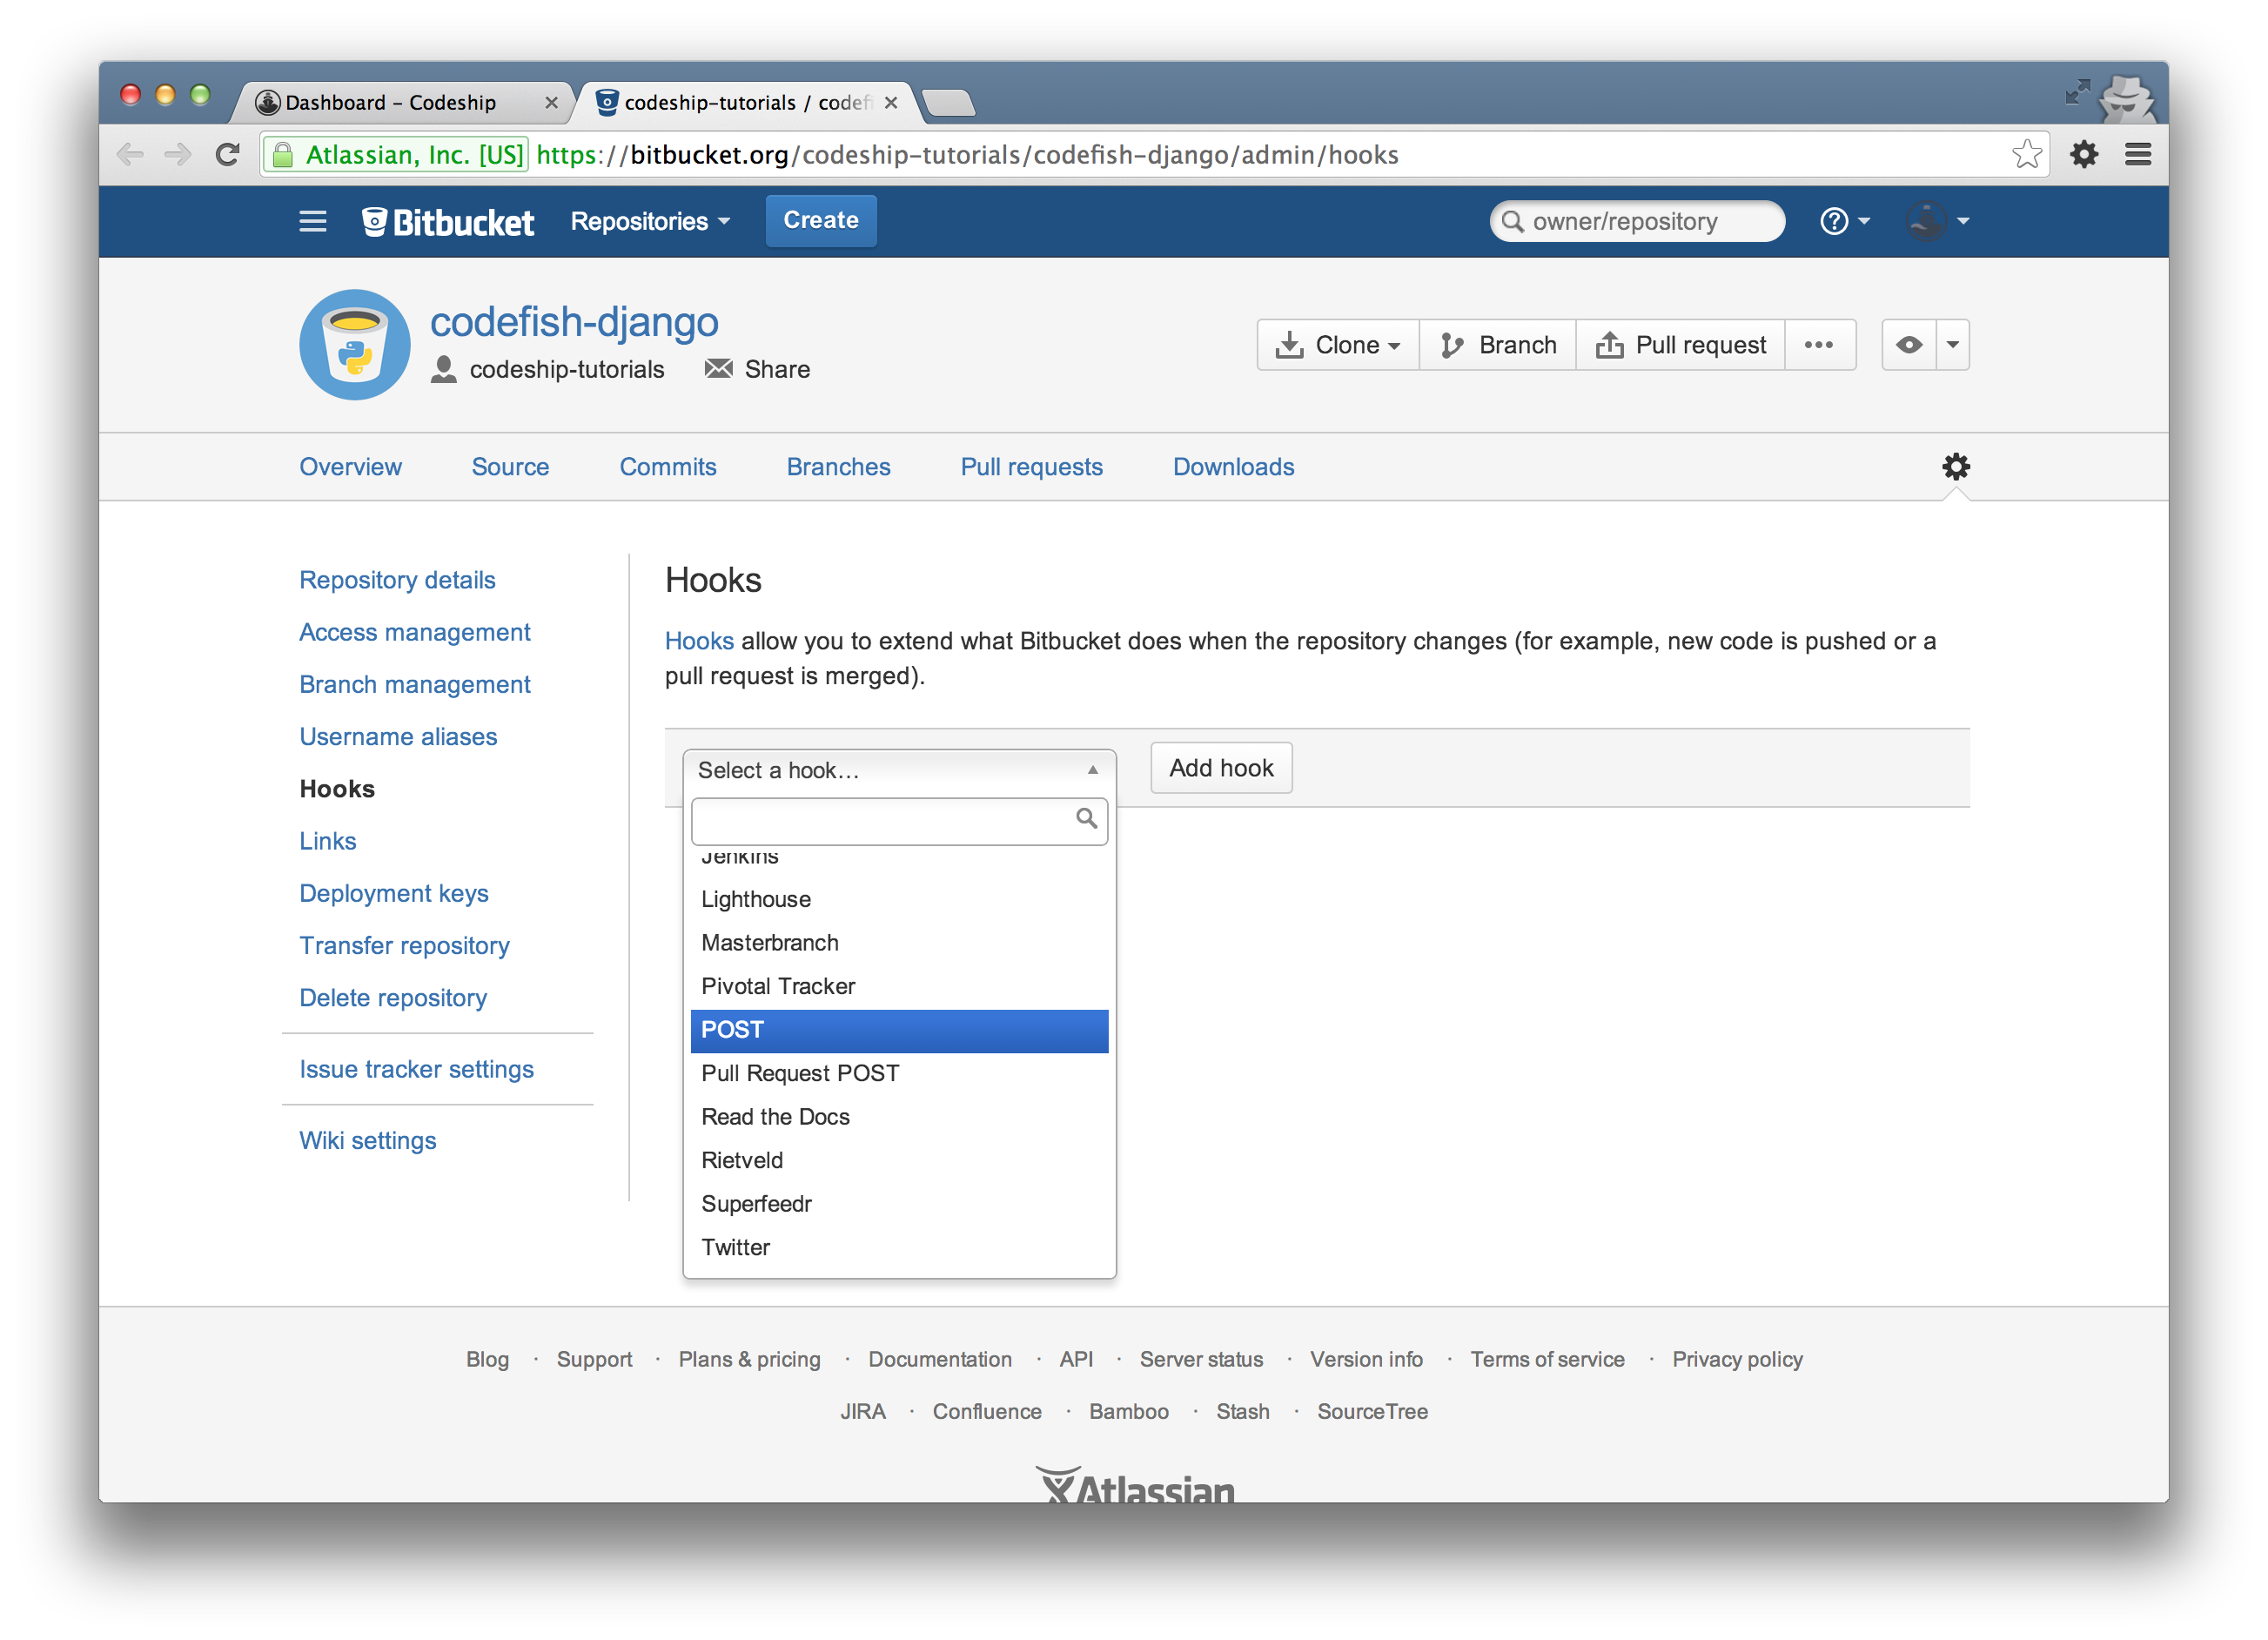 Dashboard – Codeship
codeship-tutorials / codefi
Atlassian, Inc. [US] https://bitbucket.org/codeship-tutorials/codefish-django/admin/hooks
Bitbucket Repositories Create owner/repository ?
codefish-django
codeship-tutorials Share
Clone Branch Pull request
Overview Source Commits Branches Pull requests Downloads
Repository details
Access management
Branch management
Username aliases
Hooks
Links
Deployment keys
Transfer repository
Delete repository
Issue tracker settings
Wiki settings
Hooks
Hooks allow you to extend what Bitbucket does when the repository changes (for example, new code is pushed or a
pull request is merged).
Select a hook... Add hook
Jenkins
Lighthouse
Masterbranch
Pivotal Tracker
POST
Pull Request POST
Read the Docs
Rietveld
Superfeedr
Twitter
Blog · Support · Plans & pricing · Documentation · API · Server status · Version info · Terms of service · Privacy policy
JIRA · Confluence · Bamboo · Stash · SourceTree
Atlassian